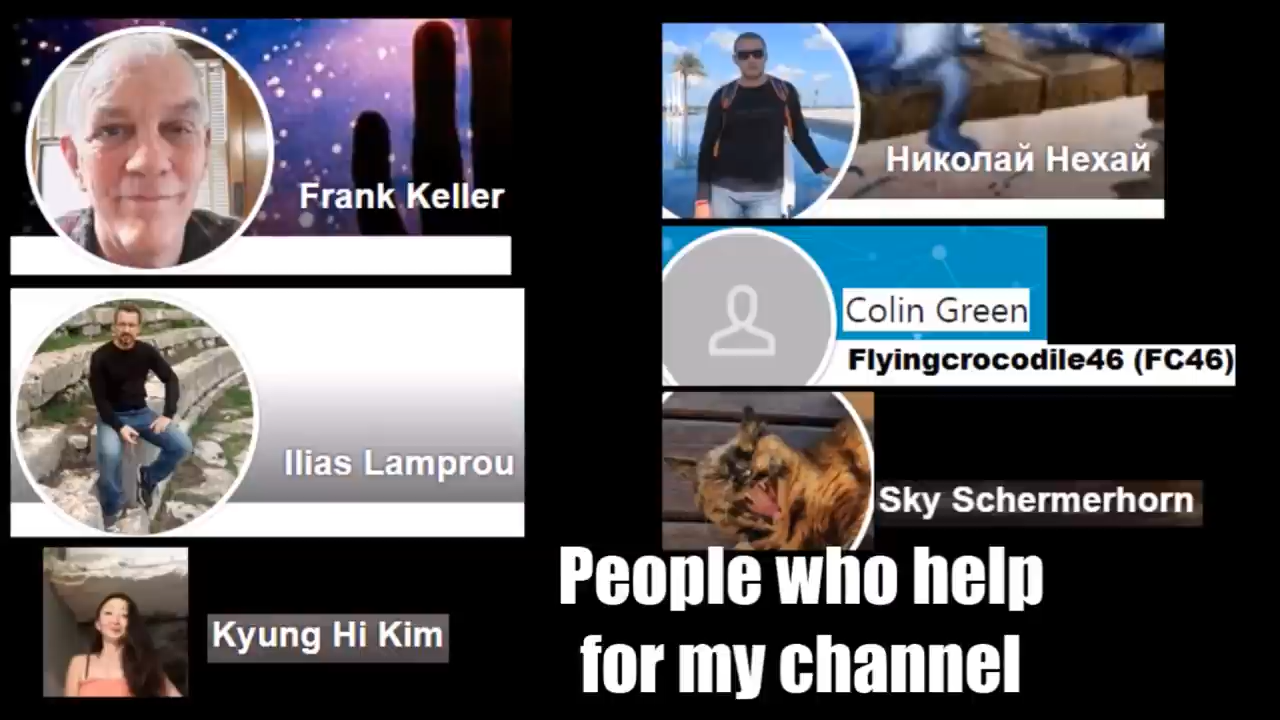 Frank Keller
Николай Нехай
Colin Green
Flyingcrocodile46 (FC46)
Ilias Lamprou
Sky Schermerhorn
Kyung Hi Kim
People who help
for my channel